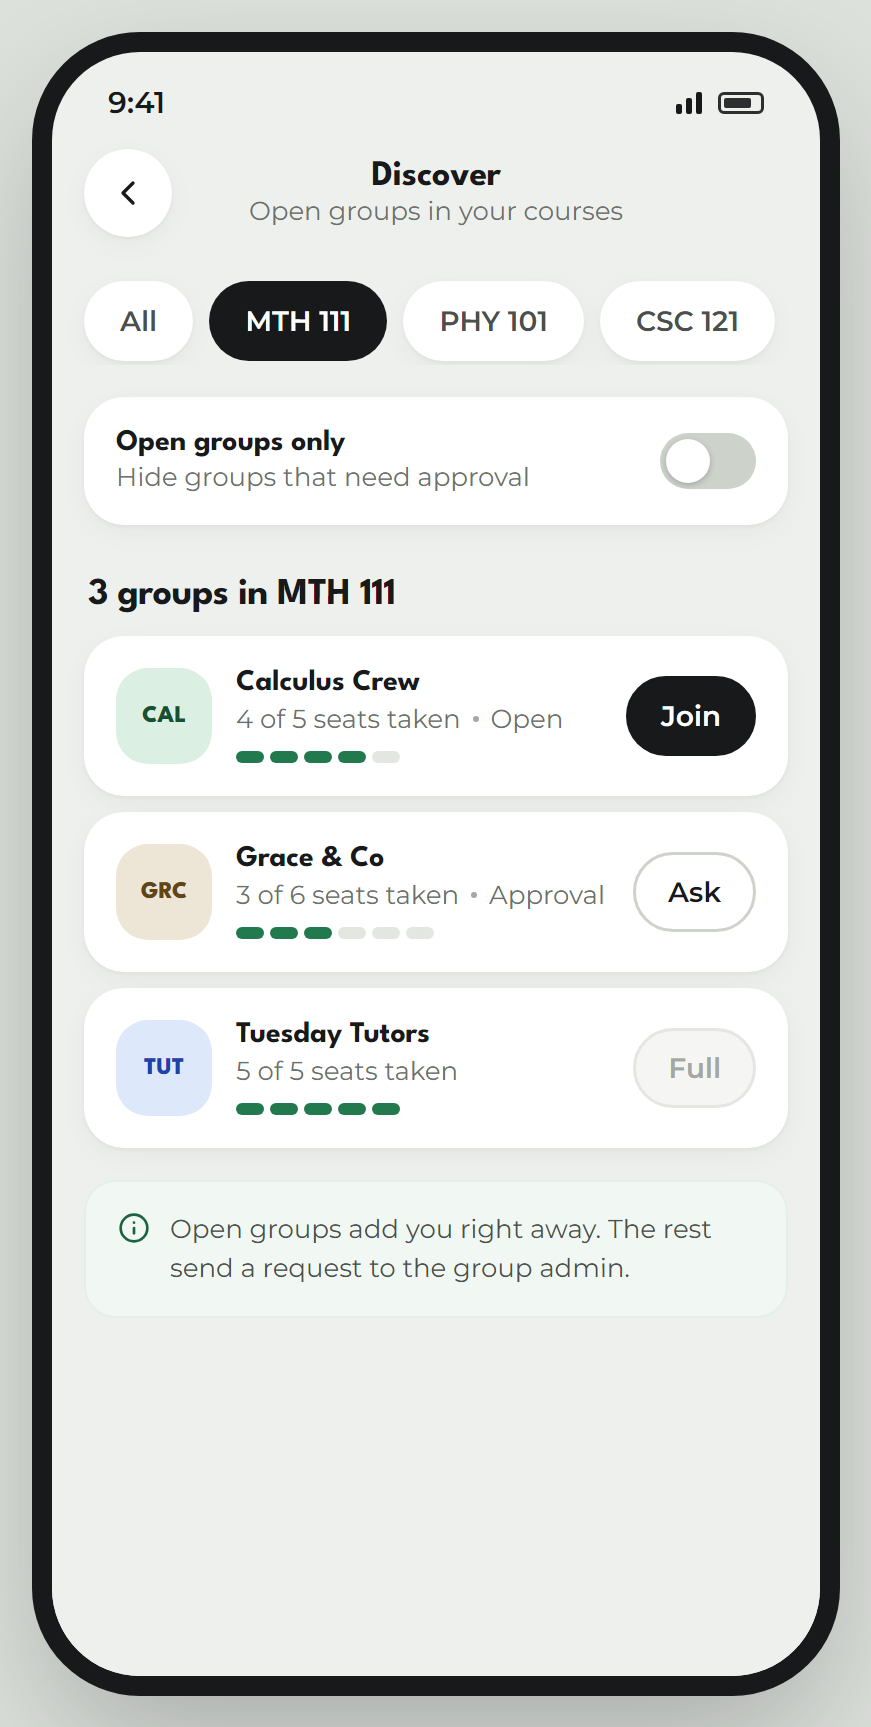 9:41
Discover
Open groups in your courses
All
MTH 111
PHY 101
CSC 121
Open groups only
Hide groups that need approval
3 groups in MTH 111
CAL
Calculus Crew
4 of 5 seats taken • Open
Join
GRC
Grace & Co
3 of 6 seats taken • Approval
Ask
TUT
Tuesday Tutors
5 of 5 seats taken
Full
Open groups add you right away. The rest
send a request to the group admin.